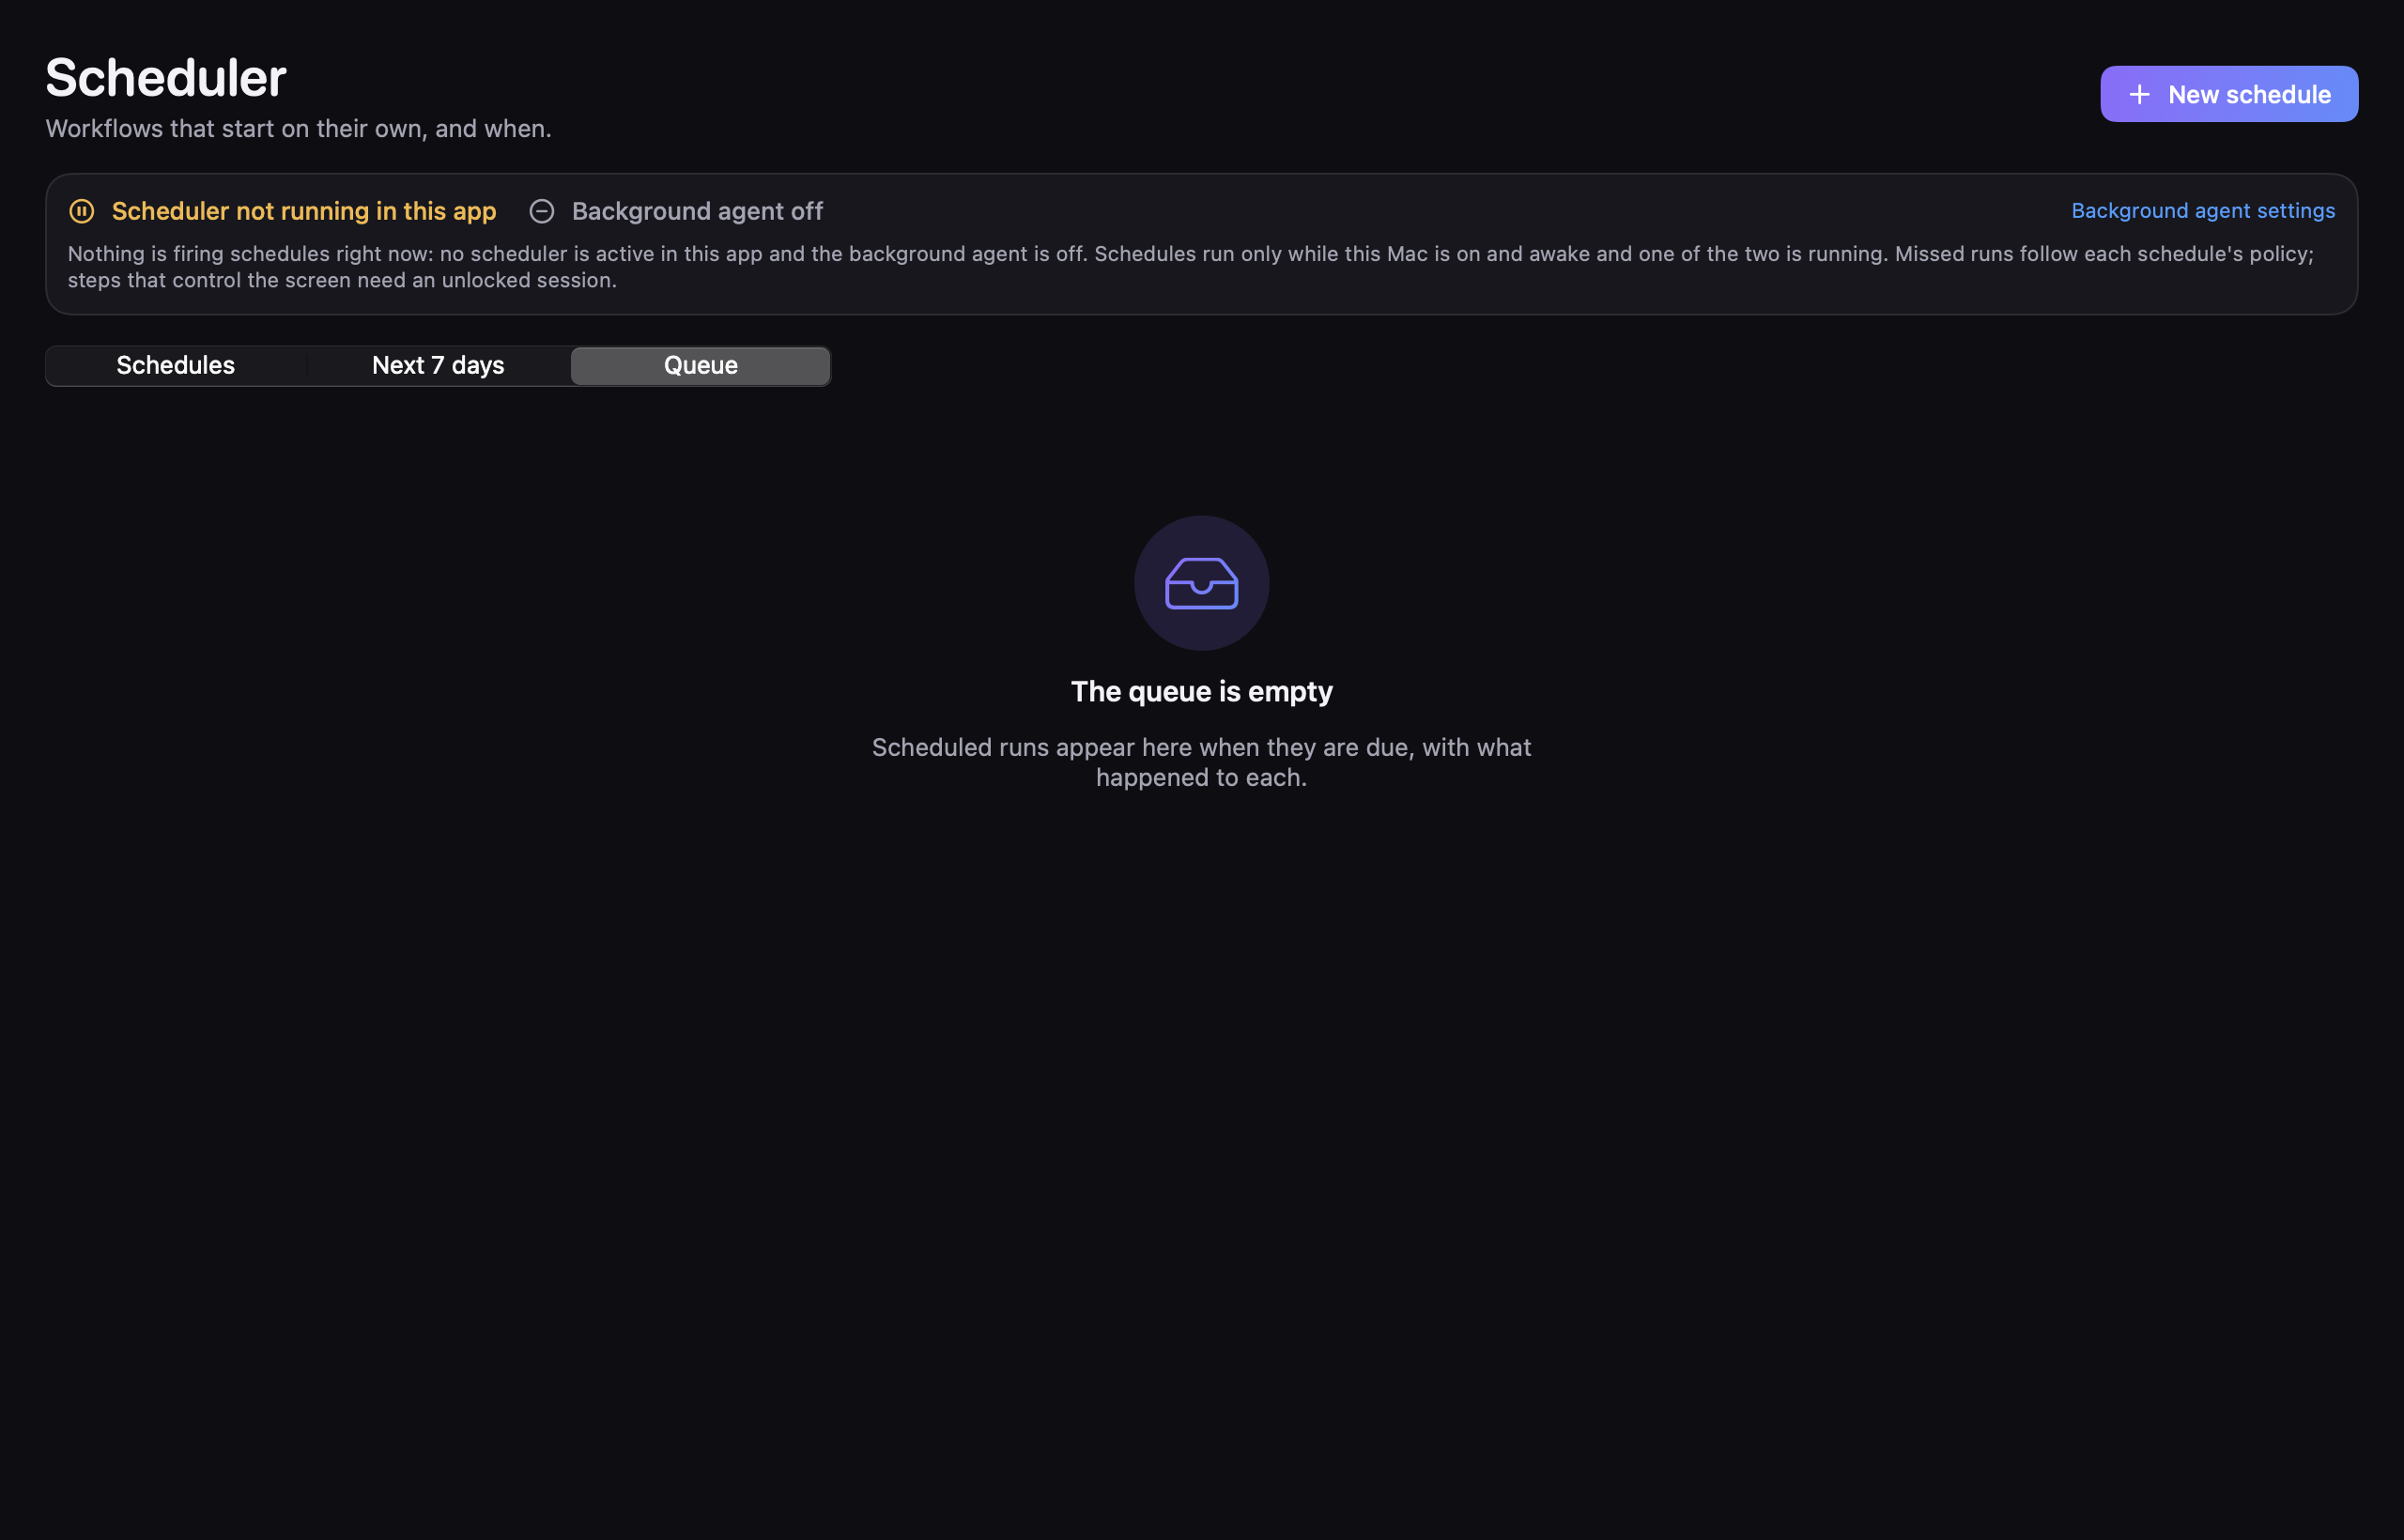 Scheduler
Workflows that start on their own, and when.
New schedule
Scheduler not running in this app
Background agent off
Background agent settings
Nothing is firing schedules right now: no scheduler is active in this app and the background agent is off. Schedules run only while this Mac is on and awake and one of the two is running. Missed runs follow each schedule's policy;
steps that control the screen need an unlocked session.
Schedules
Next 7 days
Queue
The queue is empty
Scheduled runs appear here when they are due, with what
happened to each.